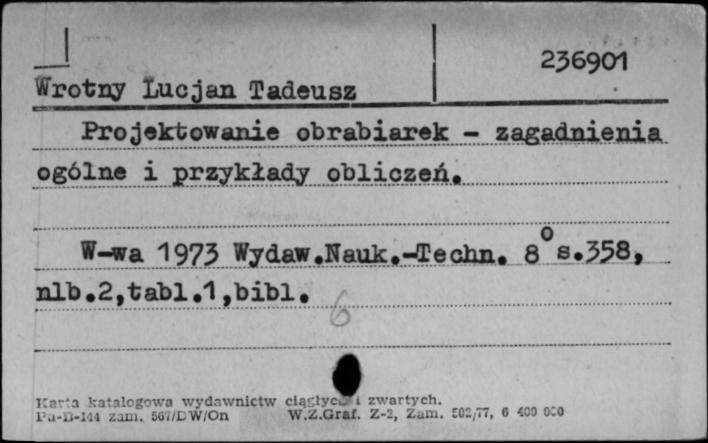 236901
Wrotny Lucjan Tadeusz
Projektowanie obrabiarek - zagadnienia
ogólne i przykłady obliczeń.
W-wa 1973 Wydaw.Nauk.-Techn. 8° s.358,
nlb.2,tabl.1,bibl.
6
Karta katalogowa wydawnictw ciągłych i zwartych.
Pu-B-144 zam. 567/DW/On W.Z.Graf. Z-2, Zam. 502/77, 6 400 000